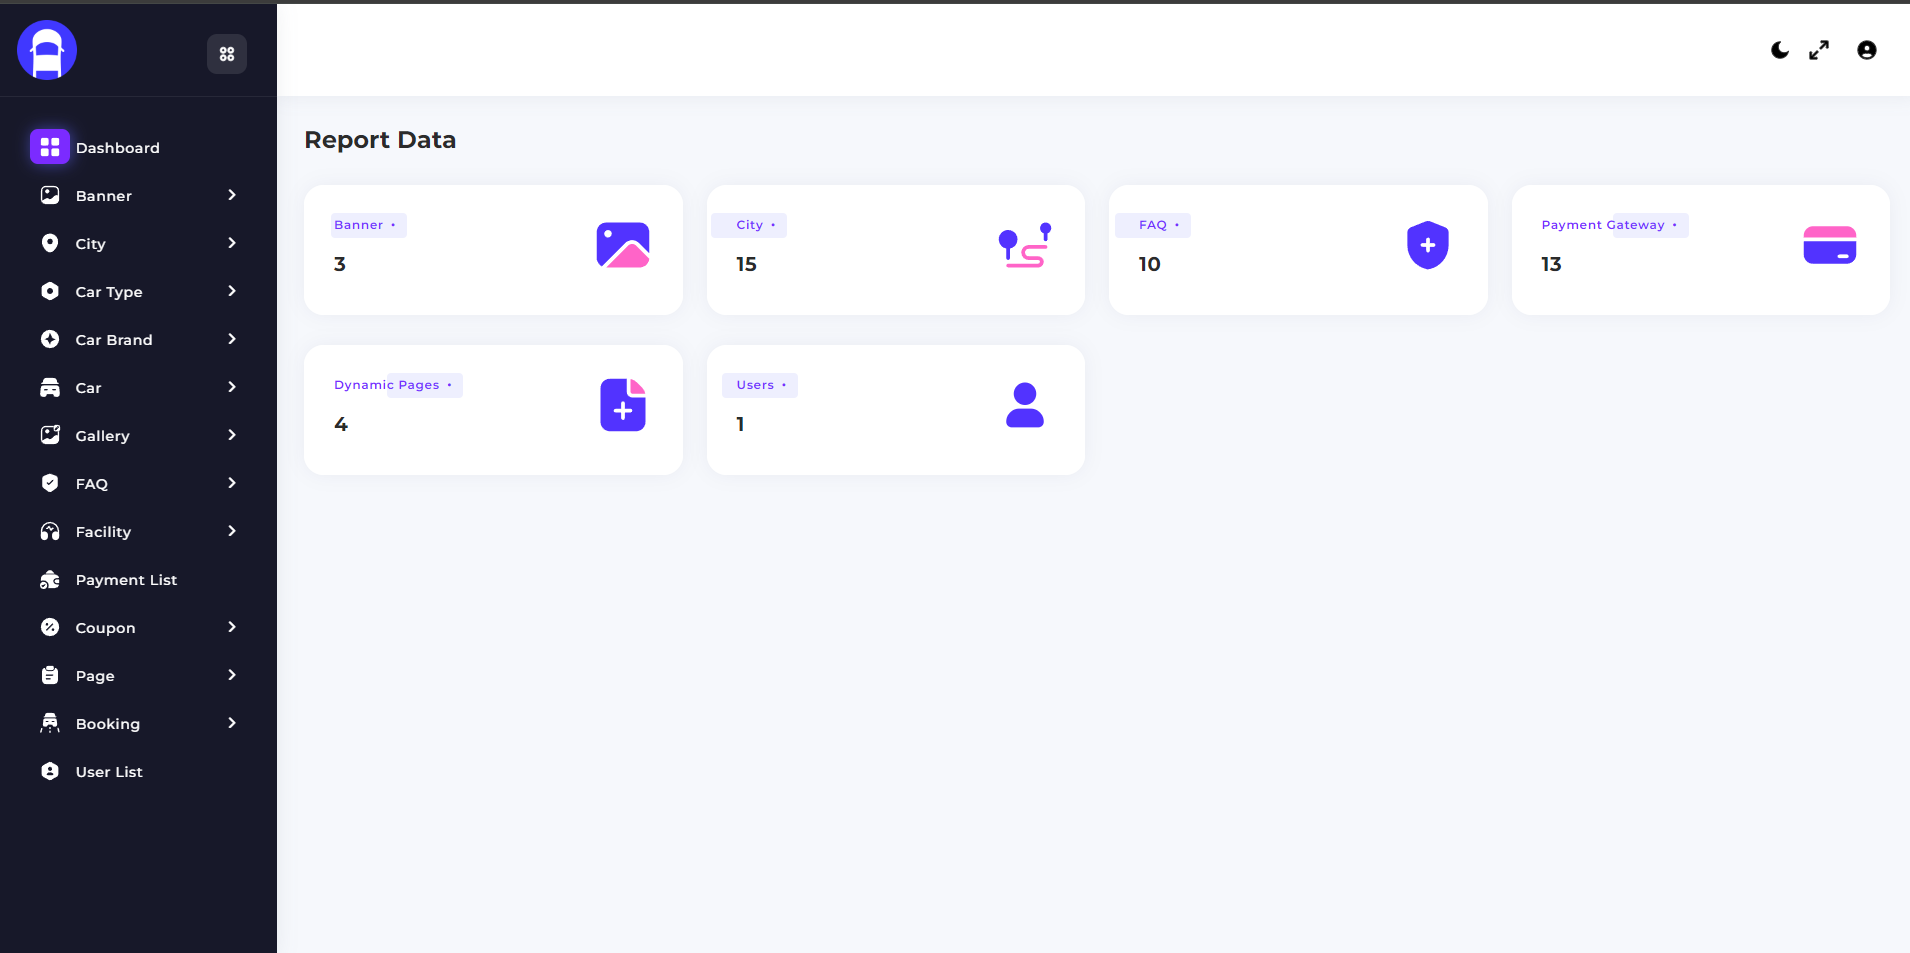 Dashboard
Banner
City
Car Type
Car Brand
Car
Gallery
FAQ
Facility
Payment List
Coupon
Page
Booking
User List
Report Data
Banner •
3
City •
15
FAQ •
10
Payment Gateway •
13
Dynamic Pages •
4
Users •
1